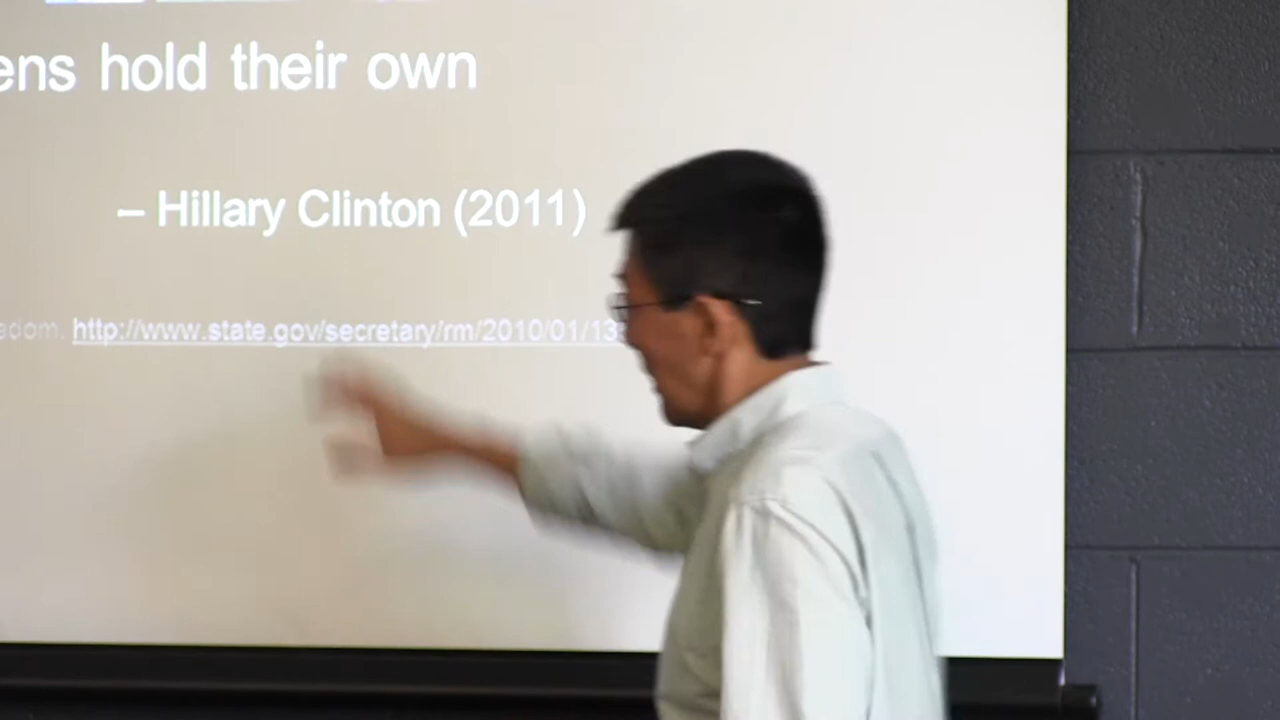 ens hold their own
– Hillary Clinton (2011)
edom. http://www.state.gov/secretary/rm/2010/01/13